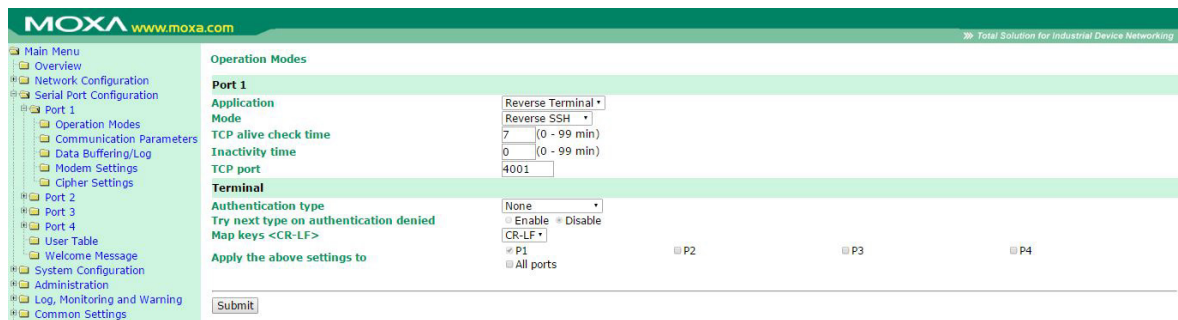 MOXA www.moxa.com
Total Solution for Industrial Device Networking
Main Menu
Overview
Network Configuration
Serial Port Configuration
Port 1
Operation Modes
Communication Parameters
Data Buffering/Log
Modem Settings
Cipher Settings
Port 2
Port 3
Port 4
User Table
Welcome Message
System Configuration
Administration
Log, Monitoring and Warning
Common Settings
Operation Modes
Port 1
Application Reverse Terminal
Mode Reverse SSH
TCP alive check time 7 (0 - 99 min)
Inactivity time 0 (0 - 99 min)
TCP port 4001
Terminal
Authentication type None
Try next type on authentication denied Enable Disable
Map keys <CR-LF> CR-LF
Apply the above settings to P1 P2 P3 P4
All ports
Submit